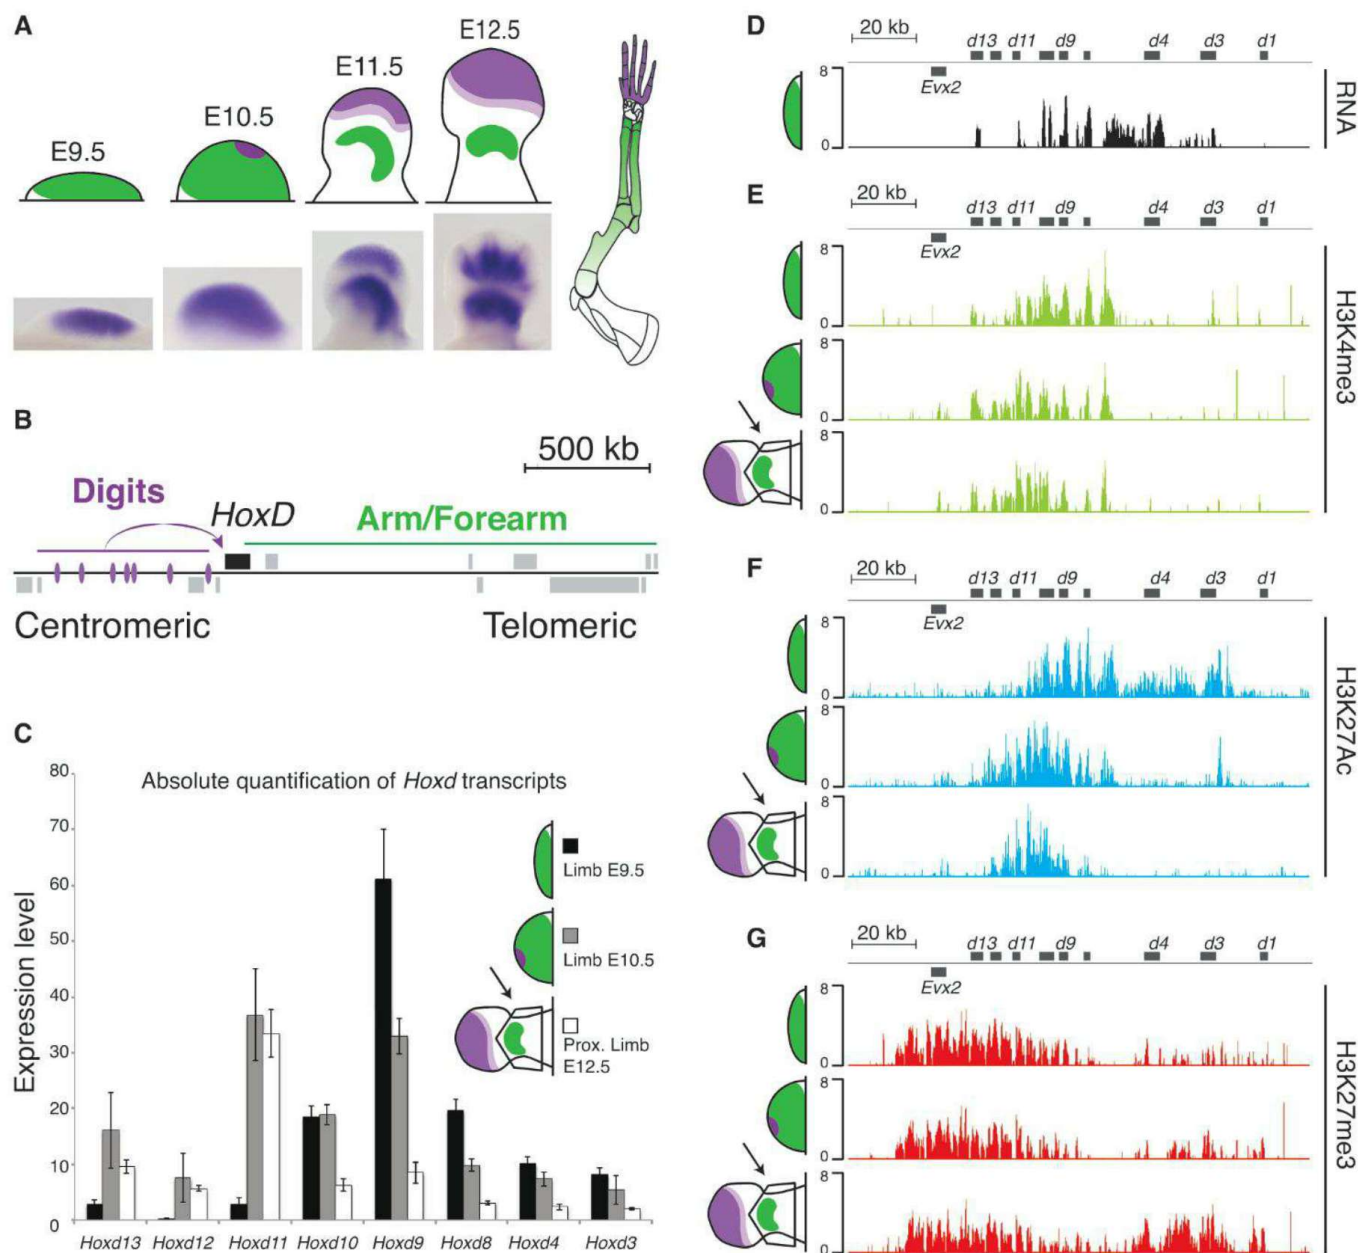 A
E9.5
E10.5
E11.5
E12.5
B
500 kb
Digits
HoxD
Arm/Forearm
Centromeric
Telomeric
C
Absolute quantification of Hoxd transcripts
Expression level
80
70
60
50
40
30
20
10
0
Limb E9.5
Limb E10.5
Prox. Limb
E12.5
Hoxd13 Hoxd12 Hoxd11 Hoxd10 Hoxd9 Hoxd8 Hoxd4 Hoxd3
D
20 kb
d13 d11 d9 d4 d3 d1
Evx2
8
0
RNA
E
20 kb
d13 d11 d9 d4 d3 d1
Evx2
8
0
8
0
8
0
H3K4me3
F
20 kb
d13 d11 d9 d4 d3 d1
Evx2
8
0
8
0
8
0
H3K27Ac
G
20 kb
d13 d11 d9 d4 d3 d1
Evx2
8
0
8
0
8
0
H3K27me3